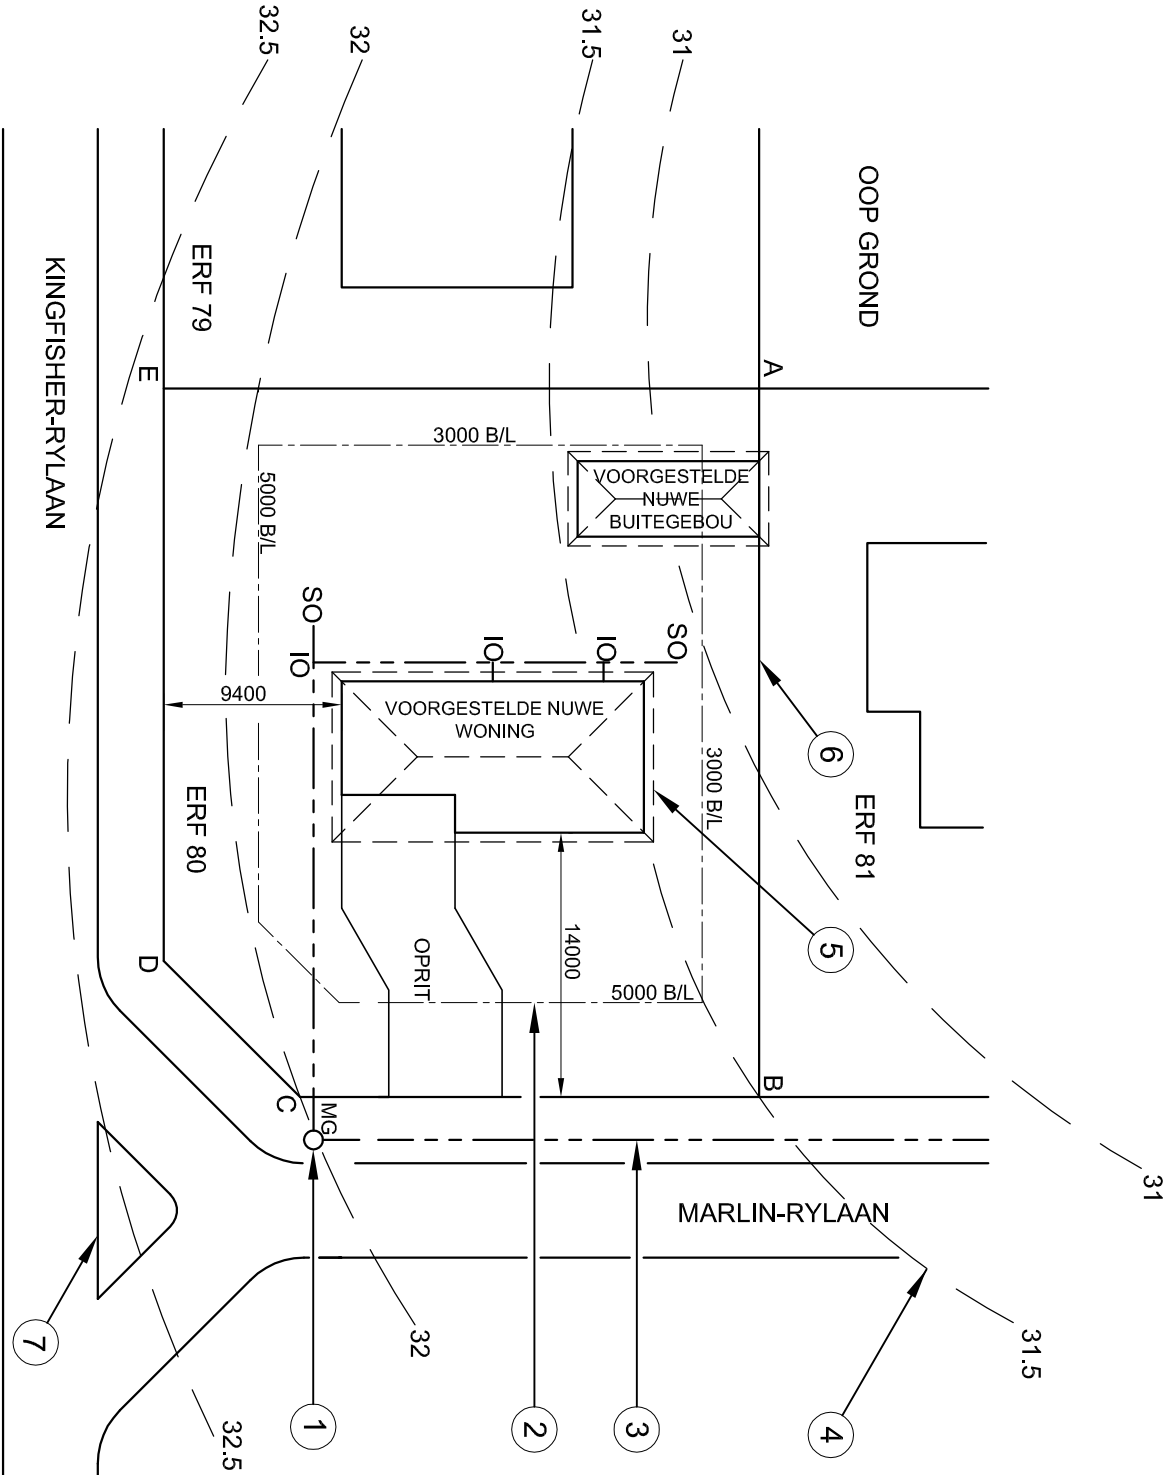 32.5
32
31.5
31
OOP GROND
ERF 79
KINGFISHER-RYLAAN
E
A
3000 B/L
5000 B/L
VOORGESTELDE
NUWE
BUITEGEBOU
SO
IO
IO
IO
SO
9400
VOORGESTELDE NUWE
WONING
3000 B/L
6
ERF 80
ERF 81
5
14000
OPRIT
5000 B/L
D
B
C
MG
31
MARLIN-RYLAAN
7
32
31.5
32.5
1
2
3
4